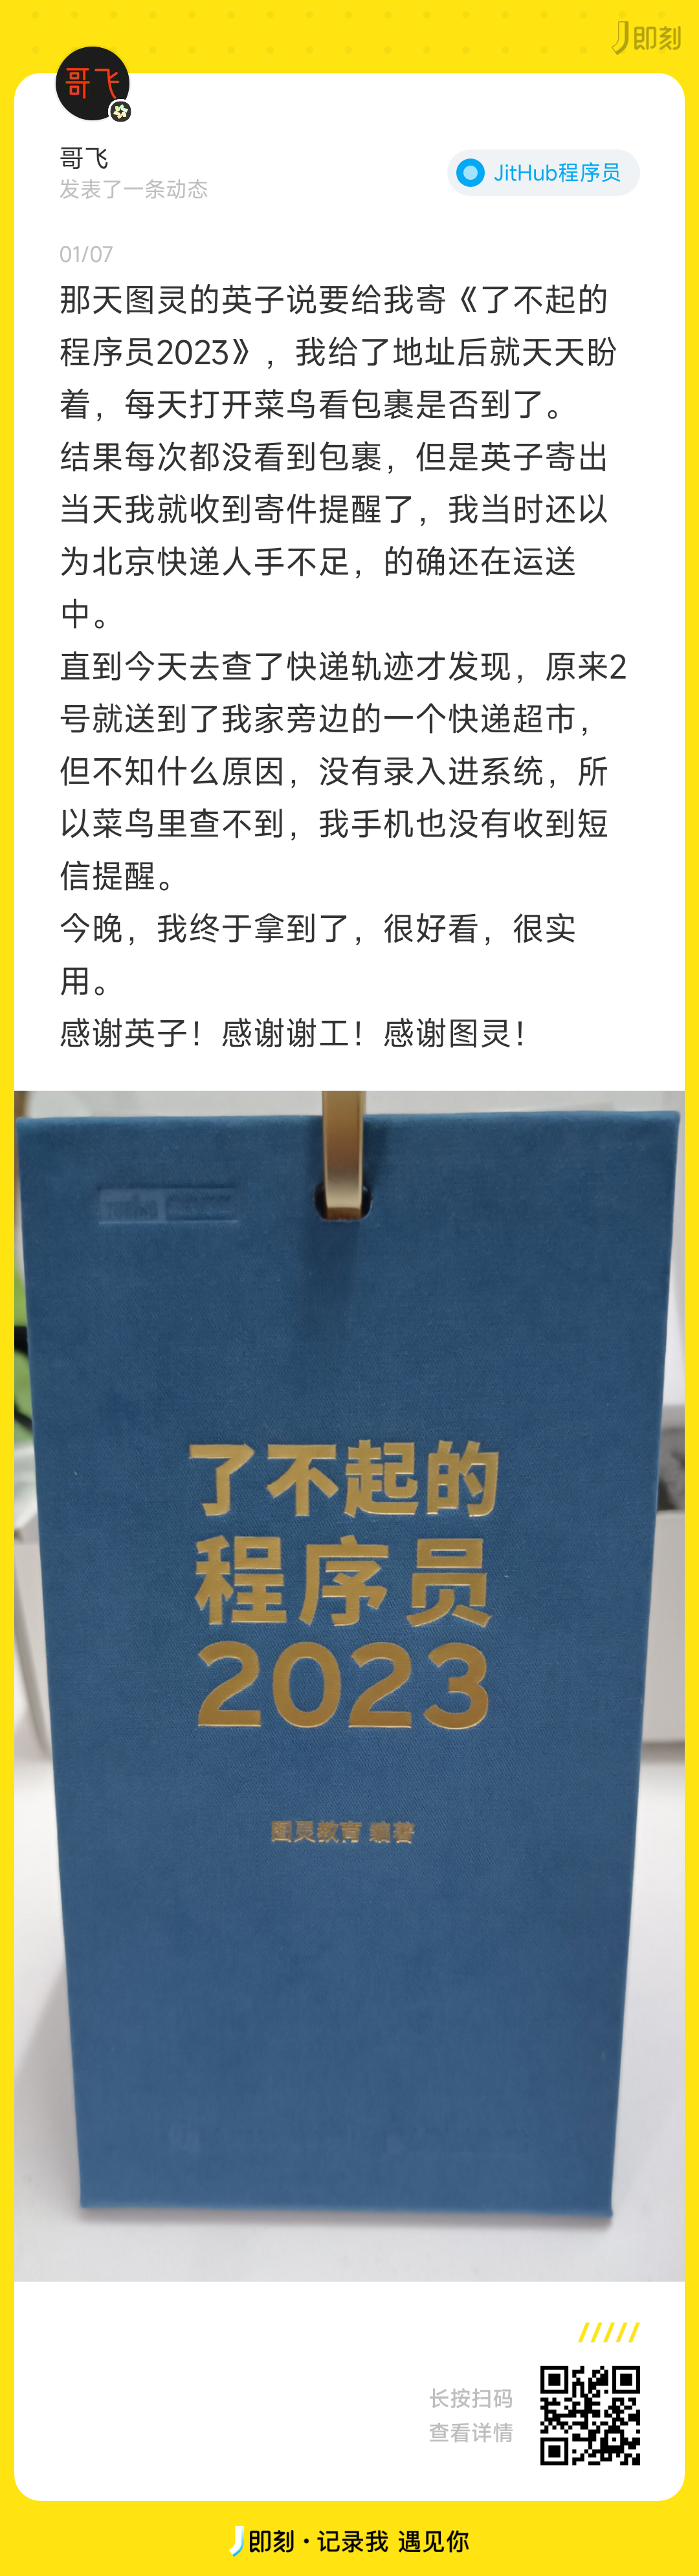 即刻
哥飞
哥飞
发表了一条动态
JitHub程序员
01/07
那天图灵的英子说要给我寄《了不起的
程序员2023》，我给了地址后就天天盼
着，每天打开菜鸟看包裹是否到了。
结果每次都没看到包裹，但是英子寄出
当天我就收到寄件提醒了，我当时还以
为北京快递人手不足，的确还在运送
中。
直到今天去查了快递轨迹才发现，原来2
号就送到了我家旁边的一个快递超市，
但不知什么原因，没有录入进系统，所
以菜鸟里查不到，我手机也没有收到短
信提醒。
今晚，我终于拿到了，很好看，很实
用。
感谢英子！感谢谢工！感谢图灵！
了不起的
程序员
2023
图灵教育 编著
长按扫码
查看详情
即刻·记录我 遇见你